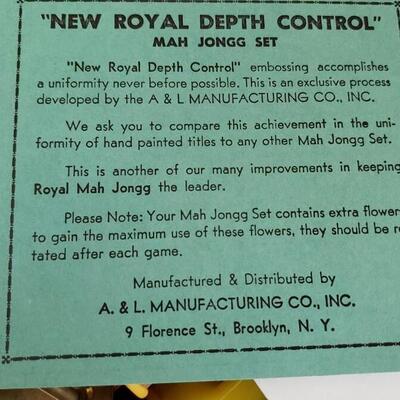 "NEW ROYAL DEPTH CONTROL"
MAH JONGG SET
"New Royal Depth Control" embossing accomplishes
a uniformity never before possible. This is an exclusive process
developed by the A & L MANUFACTURING CO., INC.
We ask you to compare this achievement in the uni-
formity of hand painted titles to any other Mah Jongg Set.
This is another of our many improvements in keeping
Royal Mah Jongg the leader.
Please Note: Your Mah Jongg Set contains extra flower
to gain the maximum use of these flowers, they should be r
tated after each game.
Manufactured & Distributed by
A. & L. MANUFACTURING CO., INC.
9 Florence St., Brooklyn, N. Y.